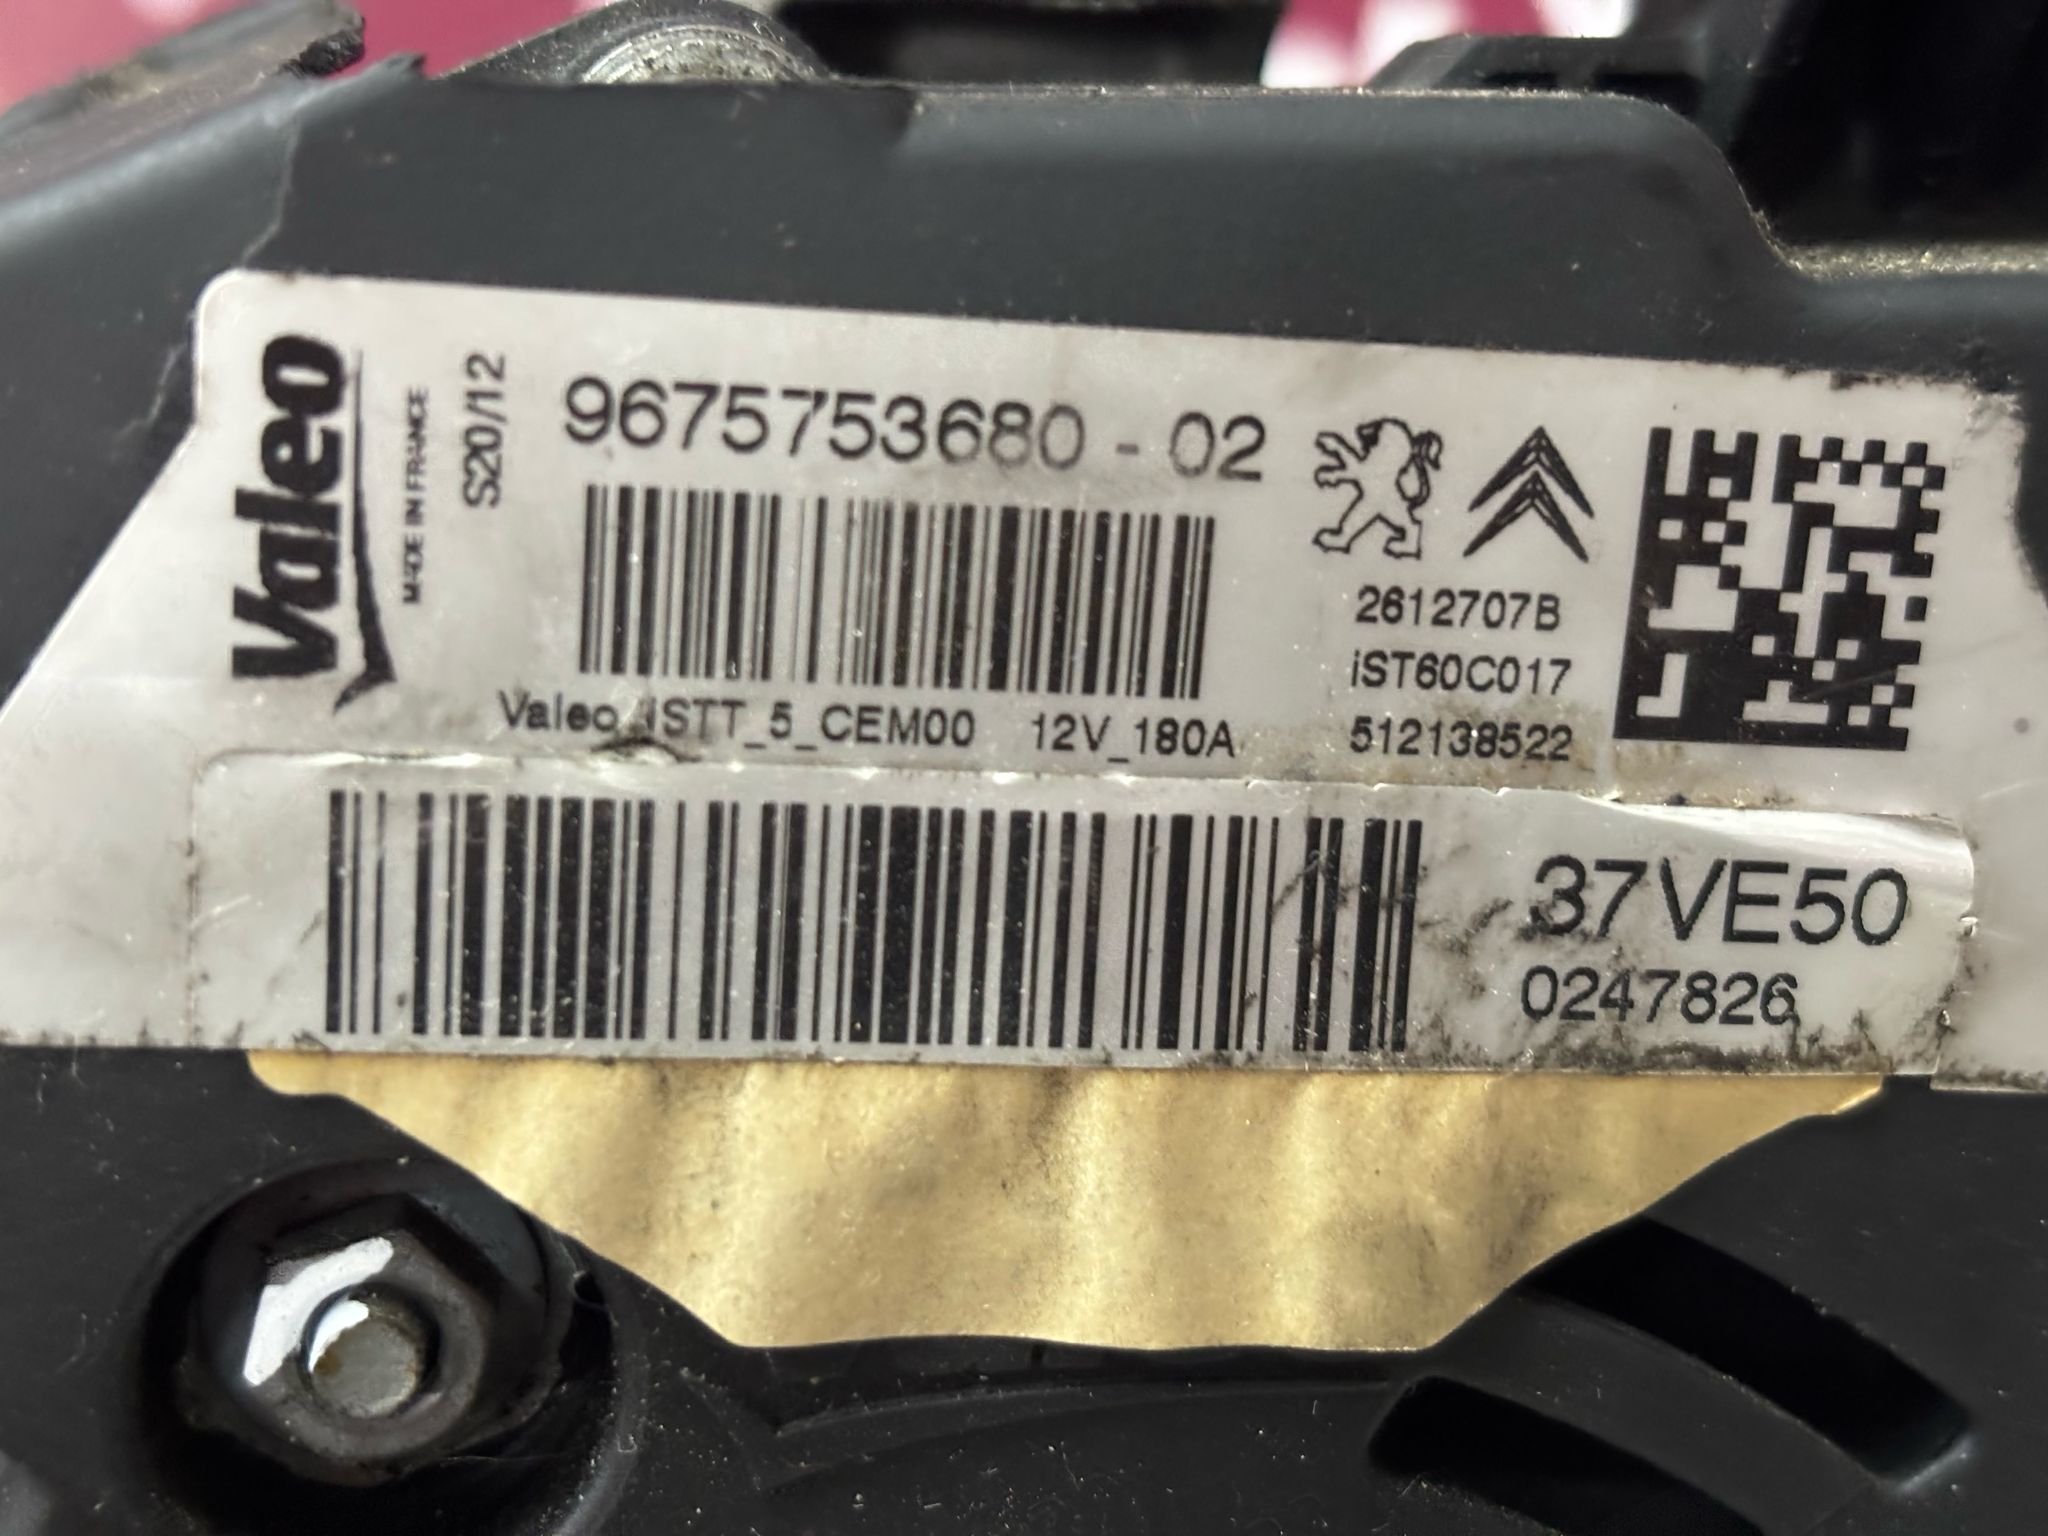 Valeo
MADE IN FRANCE
S20/12
9675753680 - 02
2612707B
iST60C017
Valeo_iSTT_5_CEM00 12V_180A
512138522
37VE50
0247826